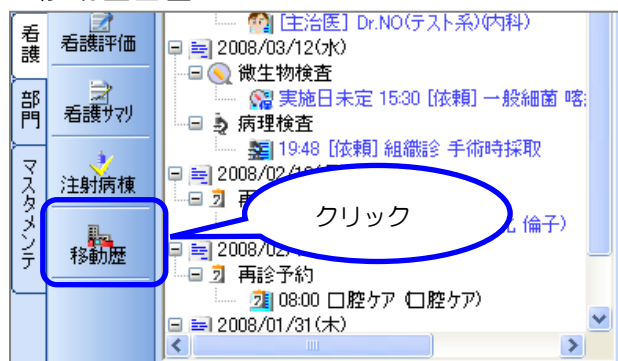 看護
部門
マスタメンテ
看護評価
看護サマリ
注射病棟
移動歴
[主治医] Dr.NO(テスト系)(内科)
2008/03/12(水)
微生物検査
実施日未定 15:30 [依頼] 一般細菌 喀
病理検査
19:48 [依頼] 組織診 手術時採取
2008/02/
再
倫子)
クリック
2008/02/
再診予約
08:00 口腔ケア (口腔ケア)
2008/01/31(木)